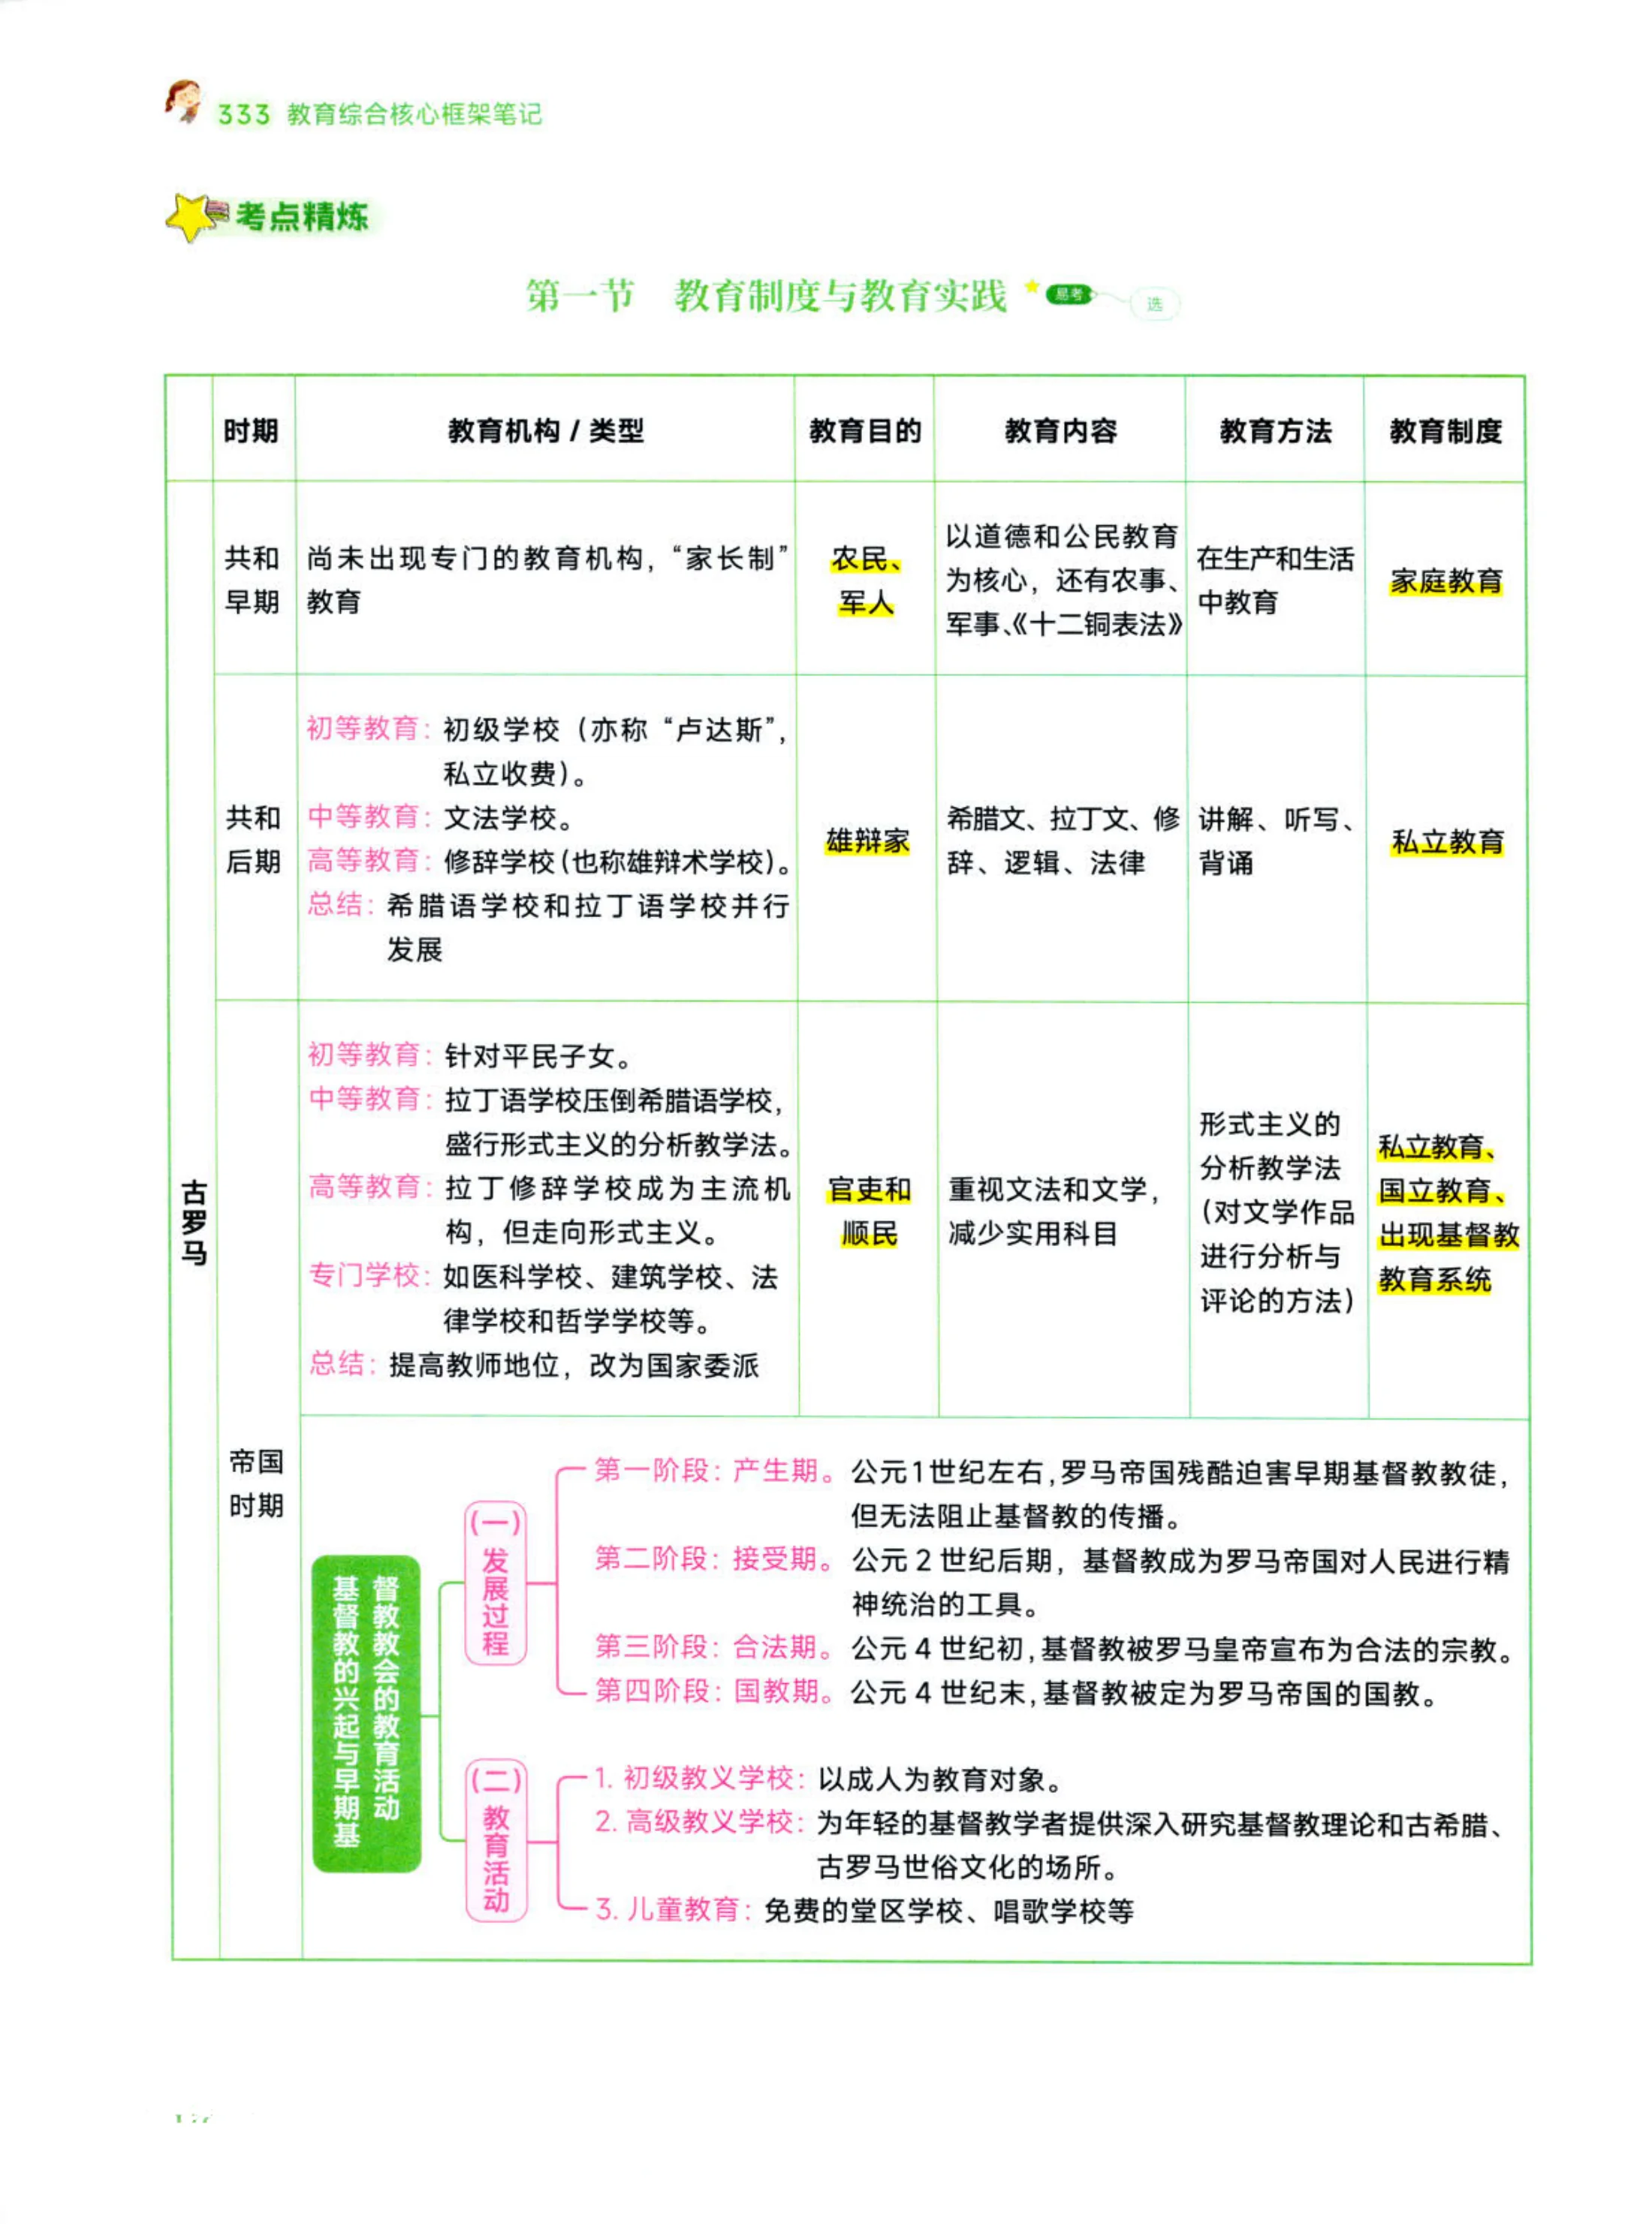 333 教育综合核心框架笔记
考点精炼
第一节 教育制度与教育实践 易考 选
时期 教育机构 / 类型 教育目的 教育内容 教育方法 教育制度
古罗马
共和
早期
尚未出现专门的教育机构，“家长制”
教育
农民、
军人
以道德和公民教育
为核心，还有农事、
军事、《十二铜表法》
在生产和生活
中教育
家庭教育
共和
后期
初等教育：初级学校（亦称“卢达斯”，
私立收费）。
中等教育：文法学校。
高等教育：修辞学校（也称雄辩术学校）。
总结：希腊语学校和拉丁语学校并行
发展
雄辩家
希腊文、拉丁文、修
辞、逻辑、法律
讲解、听写、
背诵
私立教育
帝国
时期
初等教育：针对平民子女。
中等教育：拉丁语学校压倒希腊语学校，
盛行形式主义的分析教学法。
高等教育：拉丁修辞学校成为主流机
构，但走向形式主义。
专门学校：如医科学校、建筑学校、法
律学校和哲学学校等。
总结：提高教师地位，改为国家委派
官吏和
顺民
重视文法和文学，
减少实用科目
形式主义的
分析教学法
（对文学作品
进行分析与
评论的方法）
私立教育、
国立教育、
出现基督教
教育系统
基督教的兴起与早期基
督教教会的教育活动
（一）发展过程
第一阶段：产生期。公元1世纪左右，罗马帝国残酷迫害早期基督教教徒，
但无法阻止基督教的传播。
第二阶段：接受期。公元 2 世纪后期，基督教成为罗马帝国对人民进行精
神统治的工具。
第三阶段：合法期。公元 4 世纪初，基督教被罗马皇帝宣布为合法的宗教。
第四阶段：国教期。公元 4 世纪末，基督教被定为罗马帝国的国教。
（二）教育活动
1. 初级教义学校：以成人为教育对象。
2. 高级教义学校：为年轻的基督教学者提供深入研究基督教理论和古希腊、
古罗马世俗文化的场所。
3. 儿童教育：免费的堂区学校、唱歌学校等